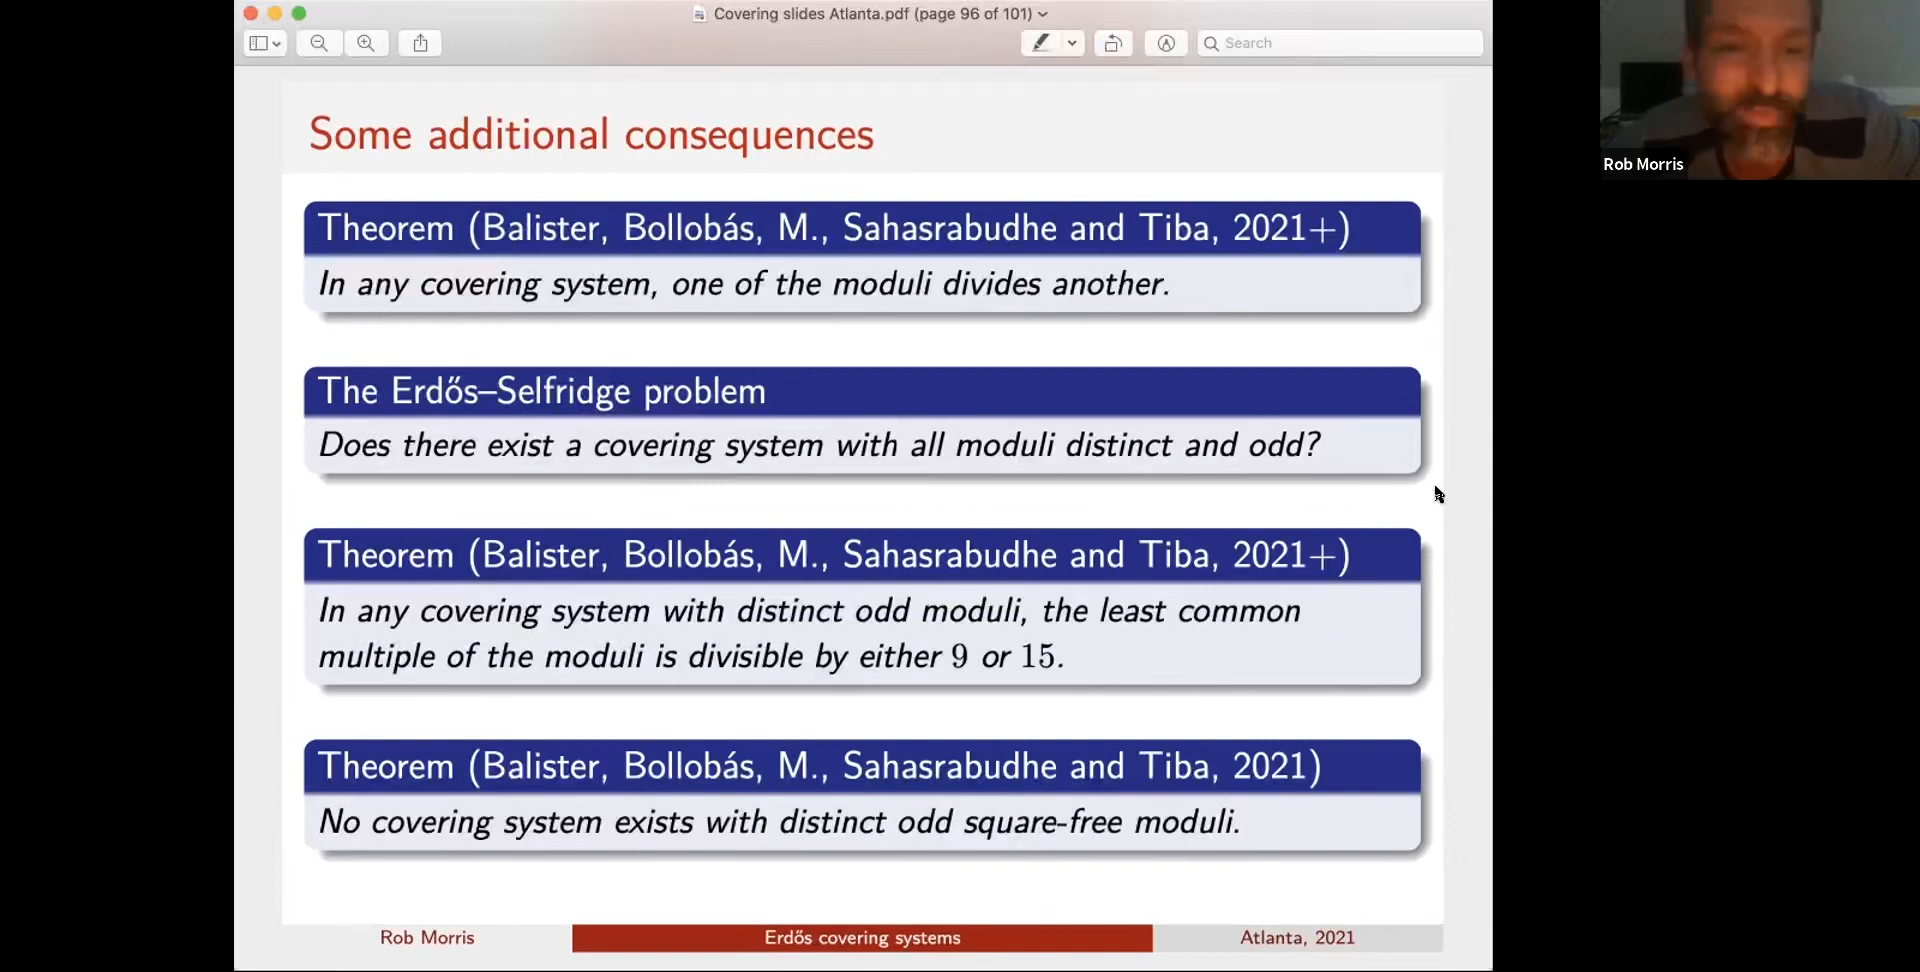 Covering slides Atlanta.pdf (page 96 of 101)
Search
Rob Morris
Some additional consequences
Theorem (Balister, Bollobás, M., Sahasrabudhe and Tiba, 2021+)
In any covering system, one of the moduli divides another.
The Erdős–Selfridge problem
Does there exist a covering system with all moduli distinct and odd?
Theorem (Balister, Bollobás, M., Sahasrabudhe and Tiba, 2021+)
In any covering system with distinct odd moduli, the least common
multiple of the moduli is divisible by either 9 or 15.
Theorem (Balister, Bollobás, M., Sahasrabudhe and Tiba, 2021)
No covering system exists with distinct odd square-free moduli.
Rob Morris
Erdős covering systems
Atlanta, 2021